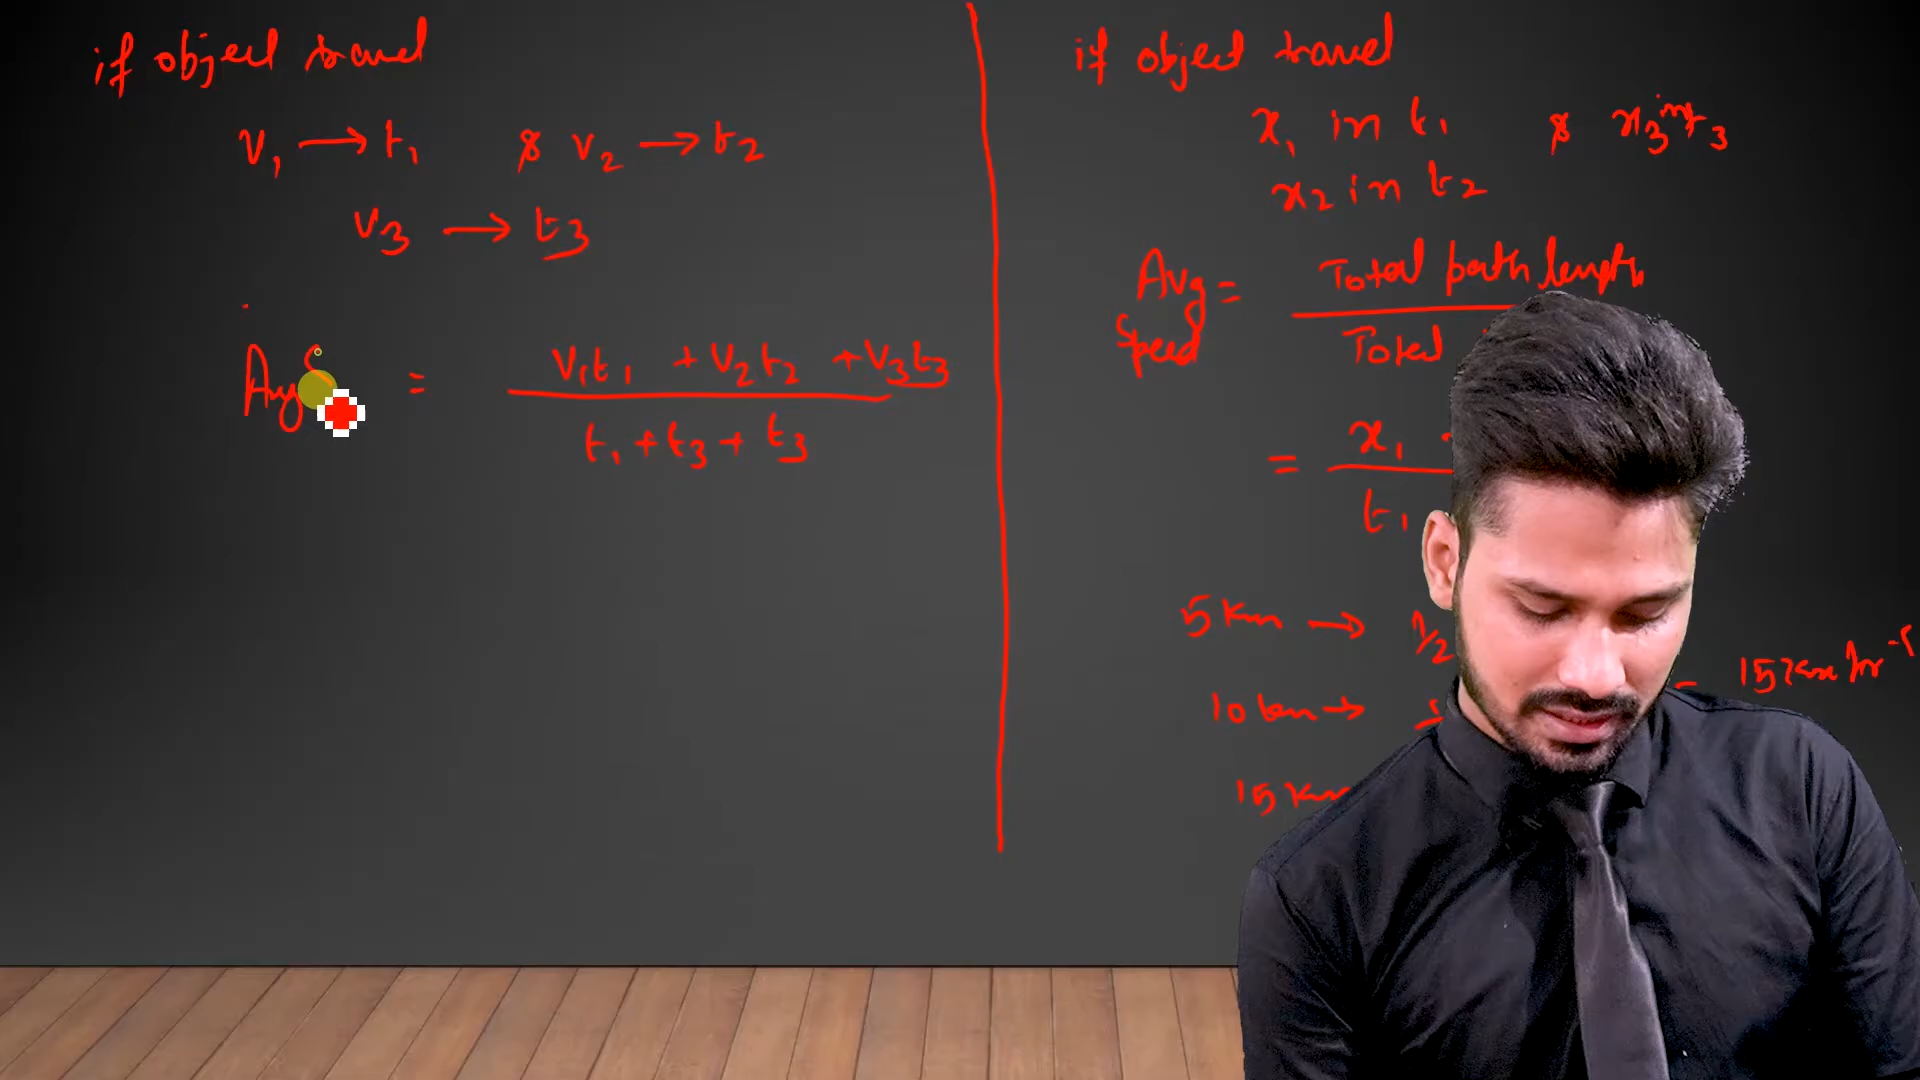 if object travel
V₁ → t₁ & V₂ → t₂
V₃ → t₃
Avg = V₁t₁ + V₂t₂ + V₃t₃
t₁ + t₃ + t₃
if object travel
x₁ in t₁ & x₃ in t₃
x₂ in t₂
Avg Speed = Total path length
Total
= x₁
t₁
5 Km → 1/2
10 km →
= 15 Km hr⁻¹
15 Km